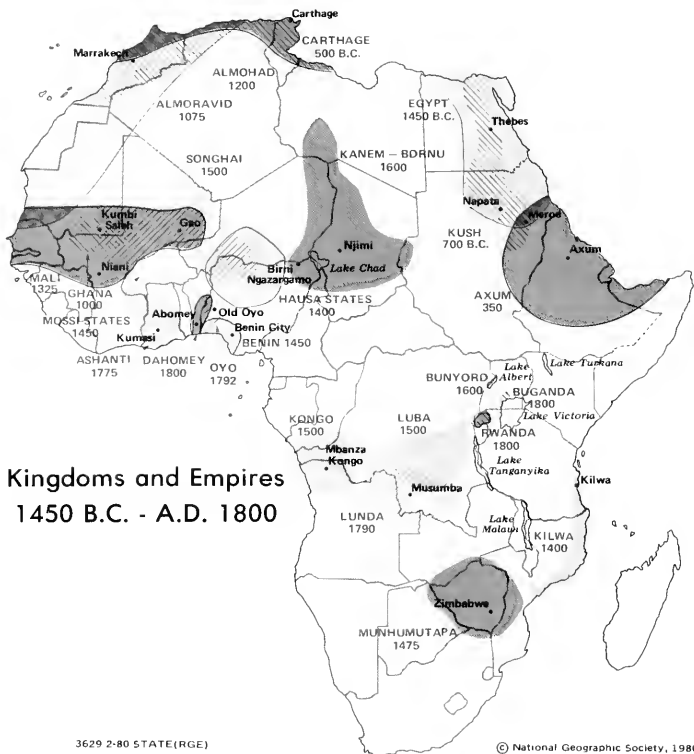 Carthage
CARTHAGE
500 B.C.
Marrakech
ALMOHAD
1200
ALMORAVID
1075
EGYPT
1450 B.C.
Thebes
SONGHAI
1500
KANEM – BORNU
1600
Napata
Meroë
Kumbi
Saleh
Gao
KUSH
700 B.C.
Njimi
Axum
Niani
Birni
Ngazargamo
Lake Chad
MALI
1325
GHANA
1000
HAUSA STATES
1400
AXUM
350
MOSSI STATES
1450
Abomey
Old Oyo
Kumasi
Benin City
BENIN 1450
ASHANTI
1775
DAHOMEY
1800
OYO
1792
Lake
Albert
Lake Turkana
BUNYORO
1600
BUGANDA
1800
Lake Victoria
KONGO
1500
LUBA
1500
RWANDA
1800
Mbanza
Kongo
Lake
Tanganyika
Kilwa
Kingdoms and Empires
1450 B.C. - A.D. 1800
Musumba
LUNDA
1790
Lake
Malawi
KILWA
1400
Zimbabwe
MUNHUMUTAPA
1475
3629 2-80 STATE(RGE)
© National Geographic Society,